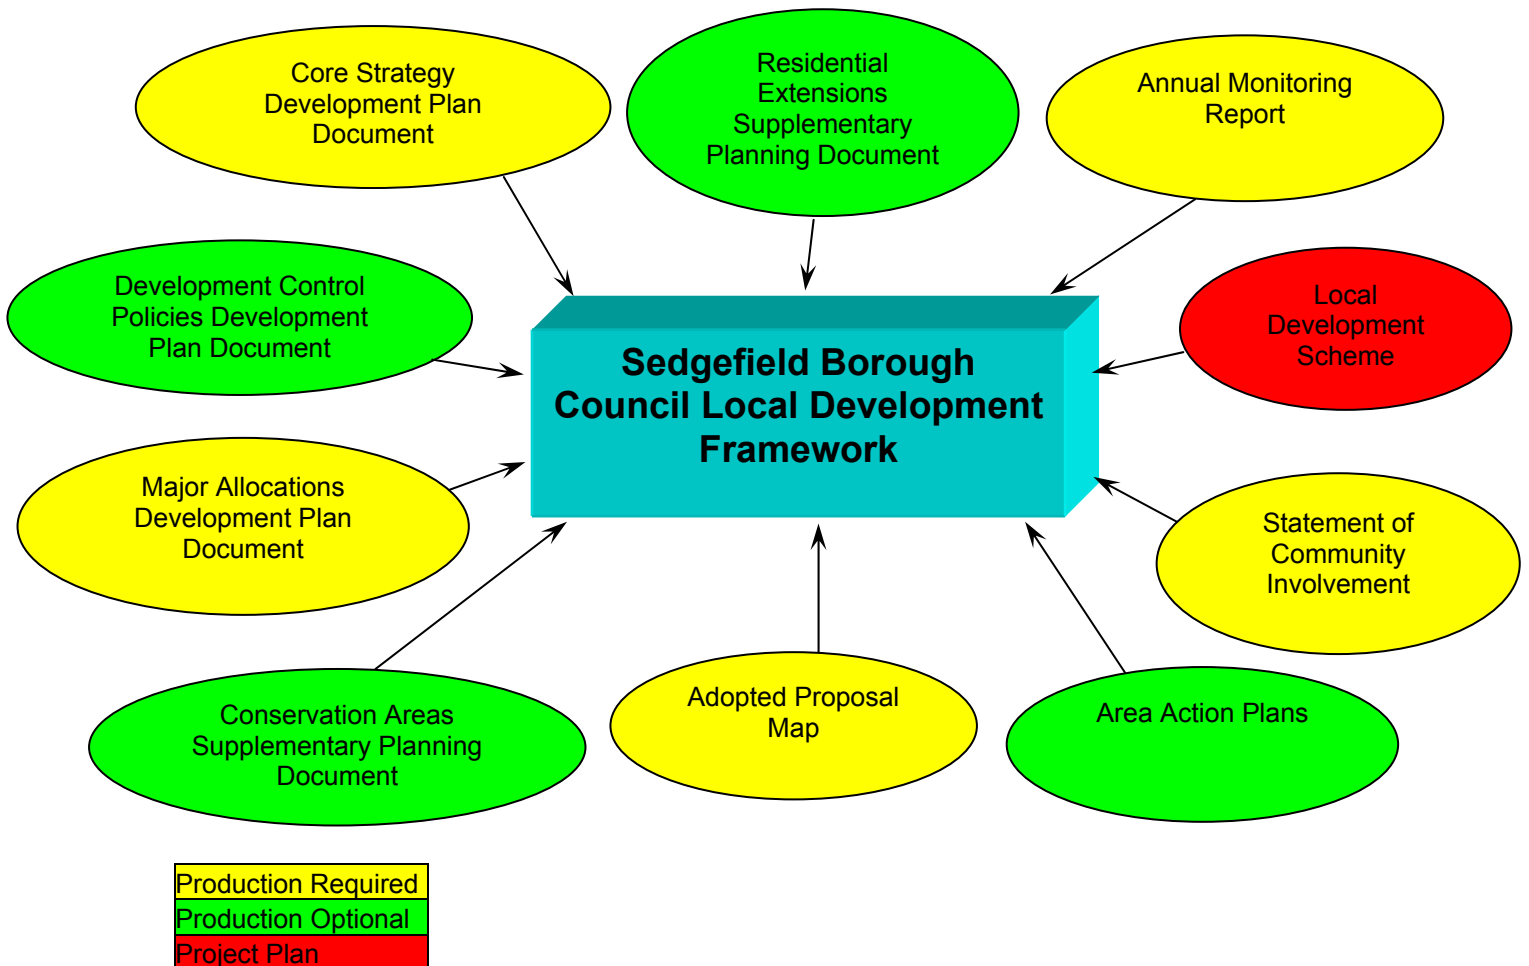 Core Strategy
Development Plan
Document
Residential
Extensions
Supplementary
Planning Document
Annual Monitoring
Report
Development Control
Policies Development
Plan Document
Local
Development
Scheme
Sedgefield Borough
Council Local Development
Framework
Major Allocations
Development Plan
Document
Statement of
Community
Involvement
Conservation Areas
Supplementary Planning
Document
Adopted Proposal
Map
Area Action Plans
Production Required
Production Optional
Project Plan